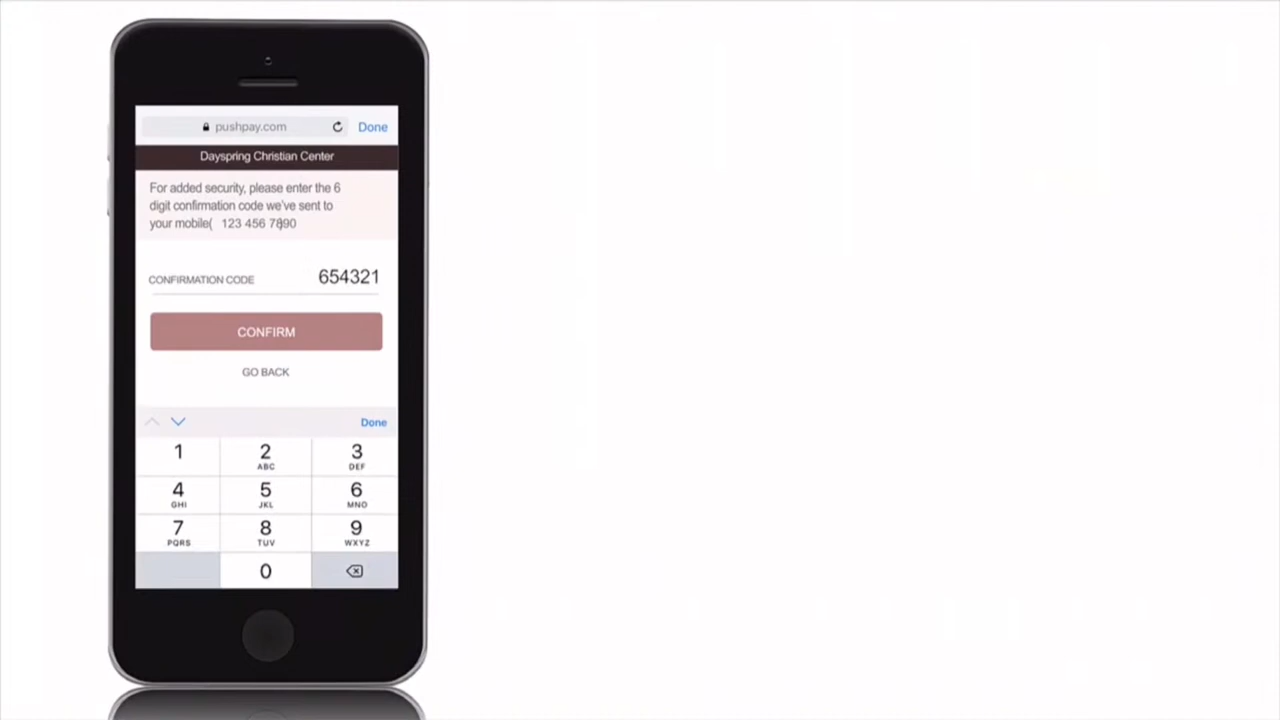 pushpay.com Done
Dayspring Christian Center
For added security, please enter the 6
digit confirmation code we've sent to
your mobile( 123 456 7890
CONFIRMATION CODE 654321
CONFIRM
GO BACK
Done
1 2 3
ABC DEF
4 5 6
GHI JKL MNO
7 8 9
PQRS TUV WXYZ
0